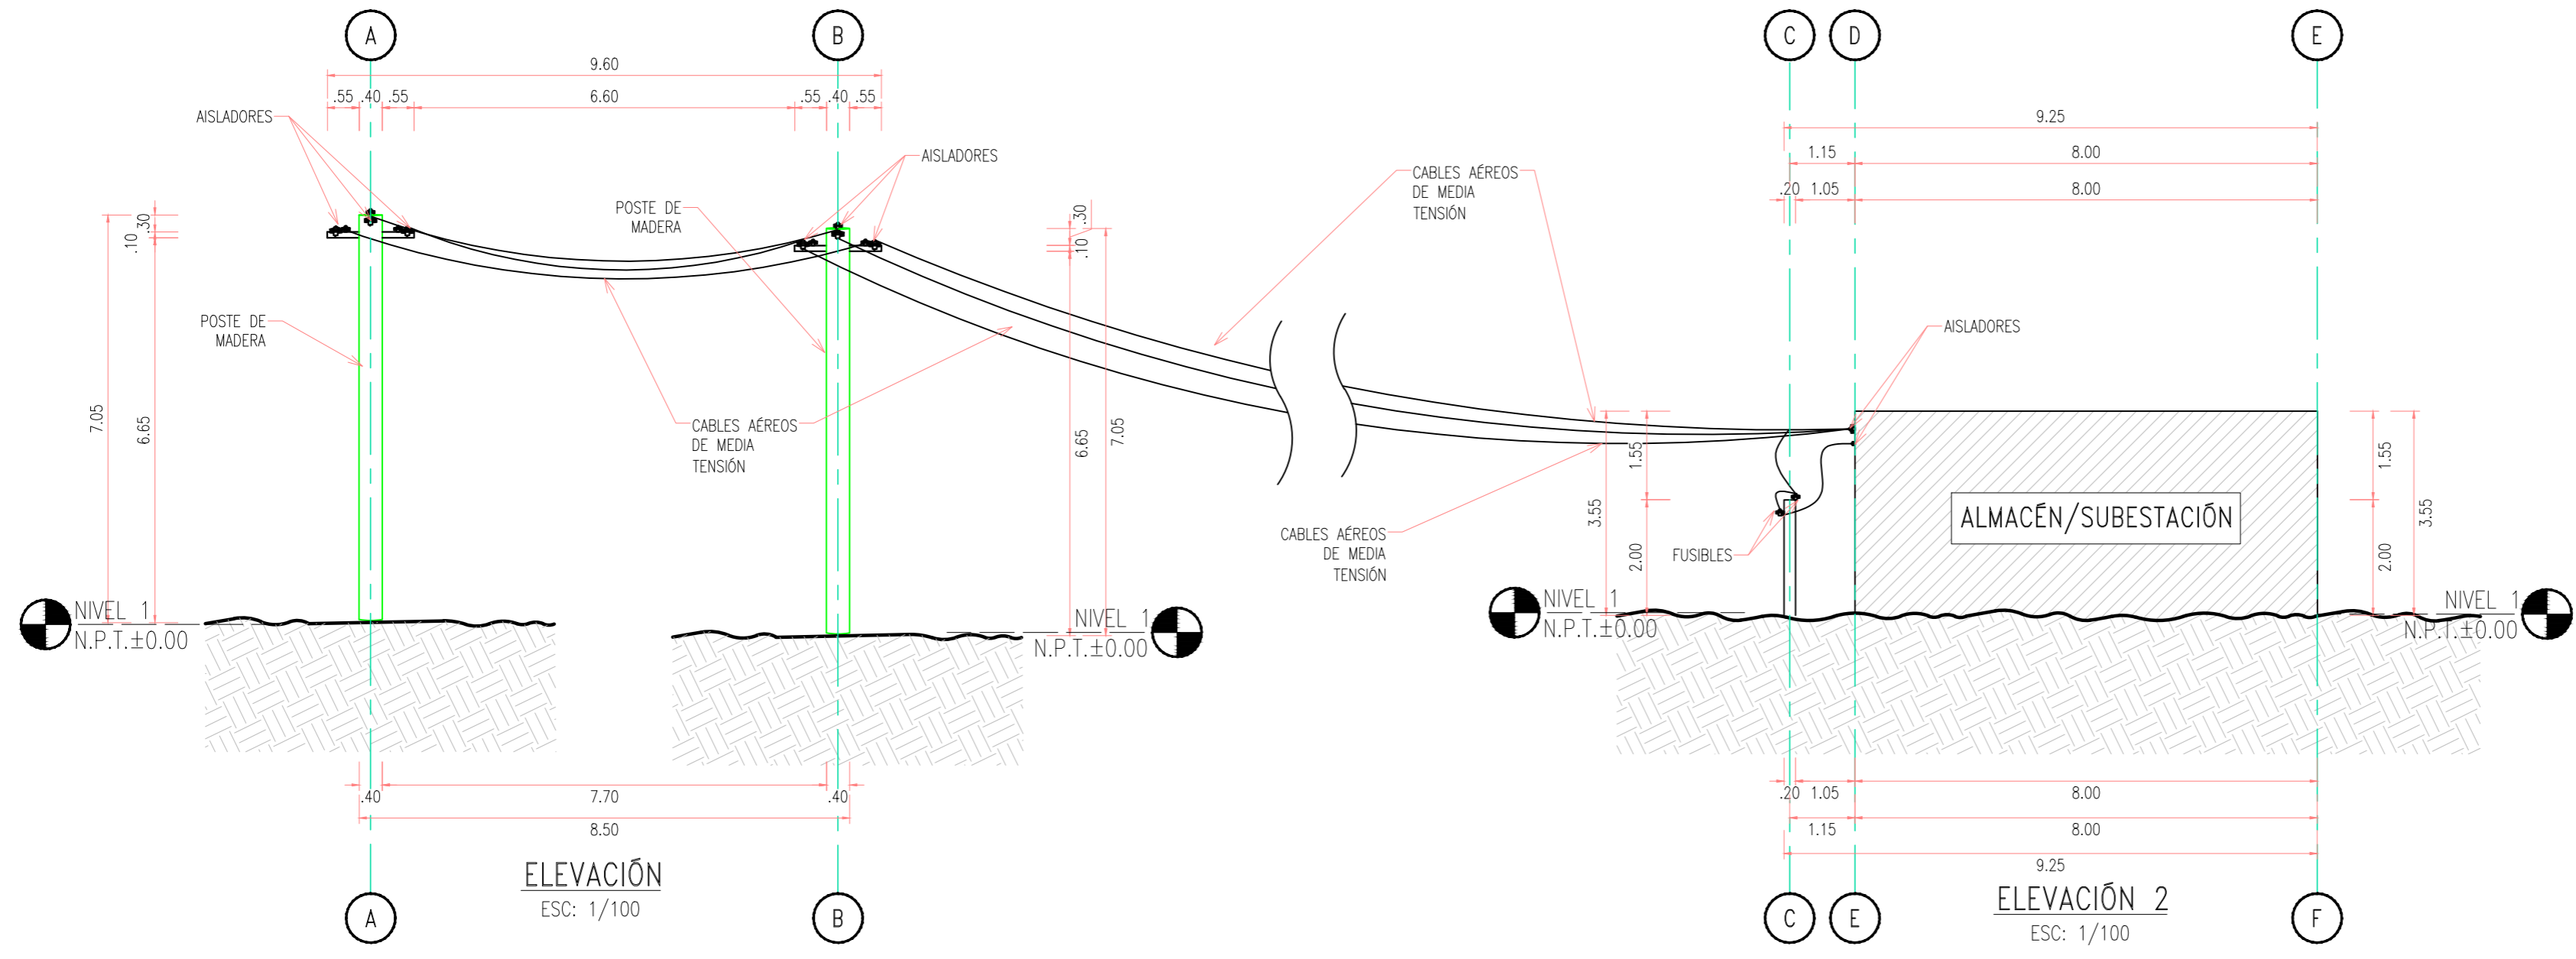 A
B
C
D
E
9.60
.55
.40
.55
6.60
.55
.40
.55
9.25
1.15
8.00
.20
1.05
8.00
AISLADORES
AISLADORES
POSTE DE
MADERA
CABLES AÉREOS
DE MEDIA
TENSIÓN
.30
.10
7.05
6.65
POSTE DE
MADERA
.30
.10
6.65
7.05
CABLES AÉREOS
DE MEDIA
TENSIÓN
AISLADORES
CABLES AÉREOS
DE MEDIA
TENSIÓN
3.55
1.55
2.00
FUSIBLES
ALMACÉN/SUBESTACIÓN
1.55
2.00
3.55
NIVEL 1
N.P.T.±0.00
NIVEL 1
N.P.T.±0.00
NIVEL 1
N.P.T.±0.00
NIVEL 1
N.P.T.±0.00
.40
7.70
.40
8.50
.20
1.05
8.00
1.15
8.00
9.25
ELEVACIÓN
ESC: 1/100
ELEVACIÓN 2
ESC: 1/100
A
B
C
E
F